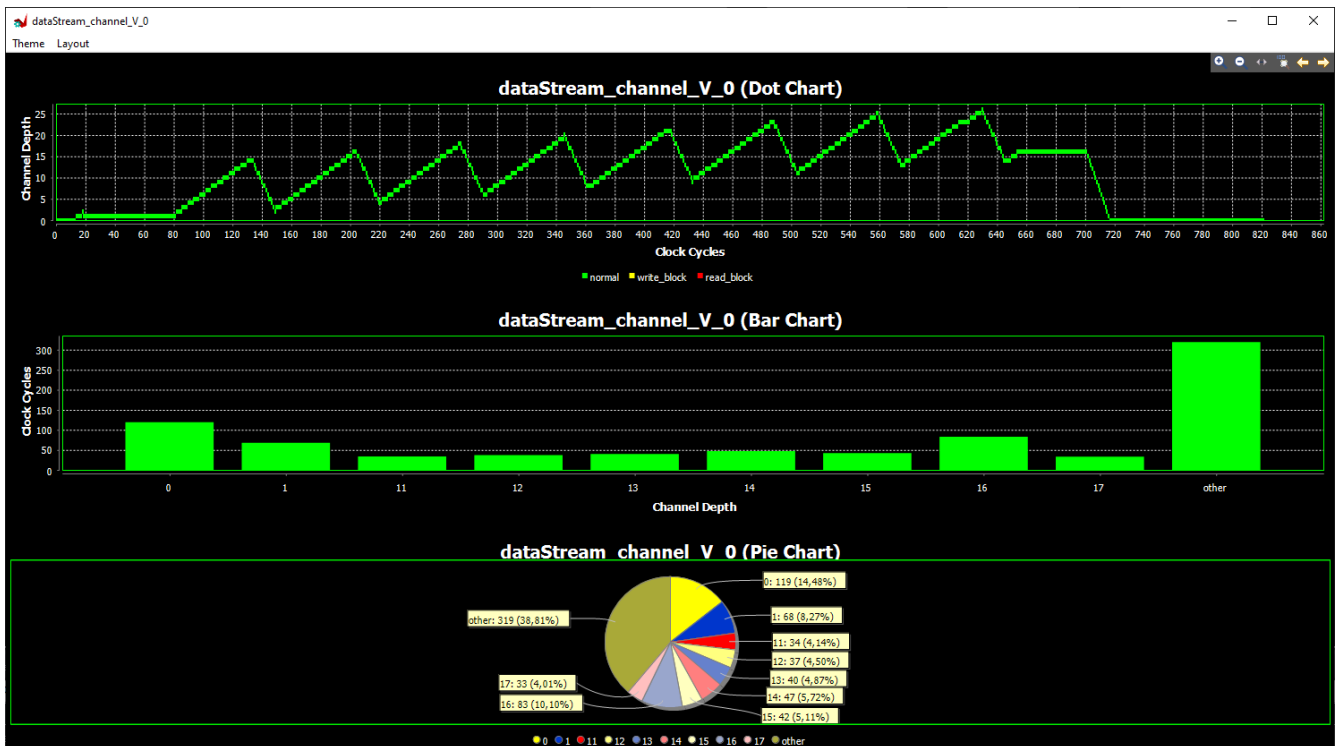 dataStream_channel_V_0
Theme Layout
dataStream_channel_V_0 (Dot Chart)
Channel Depth
25
20
15
10
5
0
0 20 40 60 80 100 120 140 160 180 200 220 240 260 280 300 320 340 360 380 400 420 440 460 480 500 520 540 560 580 600 620 640 660 680 700 720 740 760 780 800 820 840 860
Clock Cycles
normal write_block read_block
dataStream_channel_V_0 (Bar Chart)
Clock Cycles
300
250
200
150
100
50
0
0 1 11 12 13 14 15 16 17 other
Channel Depth
dataStream_channel_V_0 (Pie Chart)
0: 119 (14,48%)
1: 68 (8,27%)
other: 319 (38,81%)
11: 34 (4,14%)
12: 37 (4,50%)
13: 40 (4,87%)
17: 33 (4,01%)
14: 47 (5,72%)
16: 83 (10,10%)
15: 42 (5,11%)
0 1 11 12 13 14 15 16 17 other